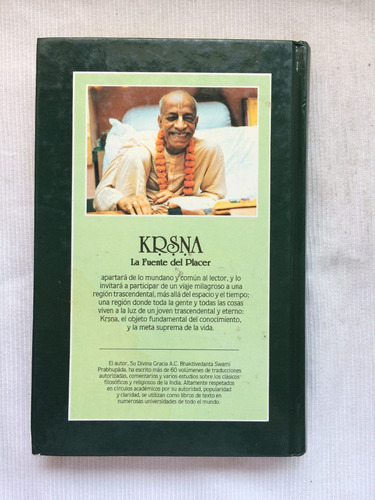 KṚṢṆA
La Fuente del Placer
apartará de lo mundano y común al lector, y lo
invitará a participar de un viaje milagroso a una
región trascendental, más allá del espacio y el tiempo;
una región donde toda la gente y todas las cosas
viven a la luz de un joven trascendental y eterno:
Krsna, el objeto fundamental del conocimiento,
y la meta suprema de la vida.
El autor, Su Divina Gracia A.C. Bhaktivedanta Swami
Prabhupāda, ha escrito más de 60 volúmenes de traducciones
autorizadas, comentarios y varios estudios sobre los clásicos
filosóficos y religiosos de la India. Altamente respetados
en círculos académicos por su autoridad, popularidad
y claridad, se utilizan como libros de texto en
numerosas universidades de todo el mundo.